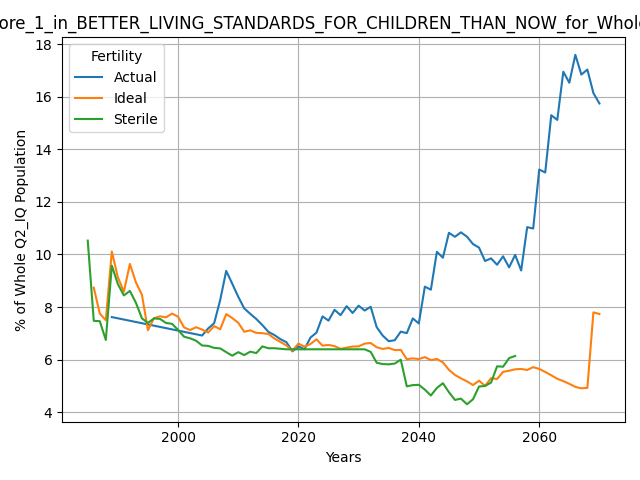 ore_1_in_BETTER_LIVING_STANDARDS_FOR_CHILDREN_THAN_NOW_for_Whole
18
16
14
12
10
8
6
4
% of Whole Q2_IQ Population
Fertility
Actual
Ideal
Sterile
2000
2020
2040
2060
Years